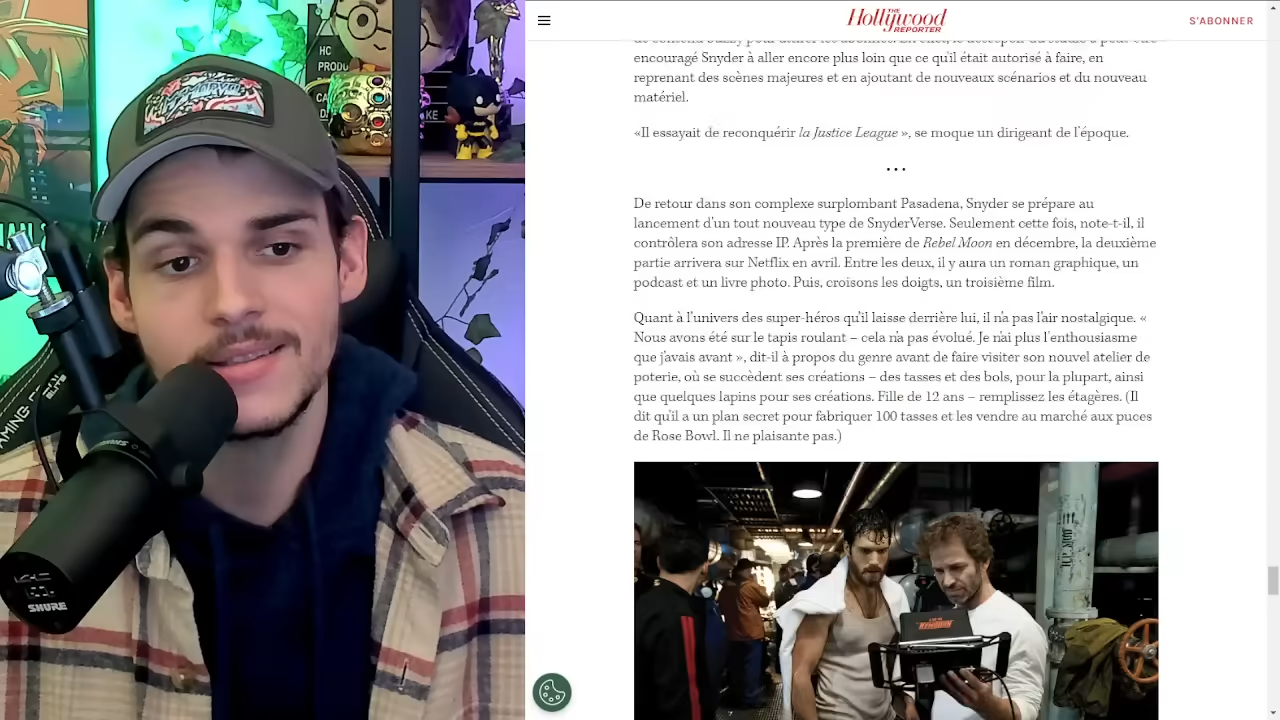 THE
Hollywood
REPORTER
S'ABONNER
encouragé Snyder à aller encore plus loin que ce qu'il était autorisé à faire, en
reprenant des scènes majeures et en ajoutant de nouveaux scénarios et du nouveau
matériel.
«Il essayait de reconquérir la Justice League », se moque un dirigeant de l'époque.
• • •
De retour dans son complexe surplombant Pasadena, Snyder se prépare au
lancement d'un tout nouveau type de SnyderVerse. Seulement cette fois, note-t-il, il
contrôlera son adresse IP. Après la première de Rebel Moon en décembre, la deuxième
partie arrivera sur Netflix en avril. Entre les deux, il y aura un roman graphique, un
podcast et un livre photo. Puis, croisons les doigts, un troisième film.
Quant à l'univers des super-héros qu'il laisse derrière lui, il n'a pas l'air nostalgique. «
Nous avons été sur le tapis roulant – cela n'a pas évolué. Je n'ai plus l'enthousiasme
que j'avais avant », dit-il à propos du genre avant de faire visiter son nouvel atelier de
poterie, où se succèdent ses créations – des tasses et des bols, pour la plupart, ainsi
que quelques lapins pour ses créations. Fille de 12 ans – remplissez les étagères. (Il
dit qu'il a un plan secret pour fabriquer 100 tasses et les vendre au marché aux puces
de Rose Bowl. Il ne plaisante pas.)
HC
PRODU
SHURE